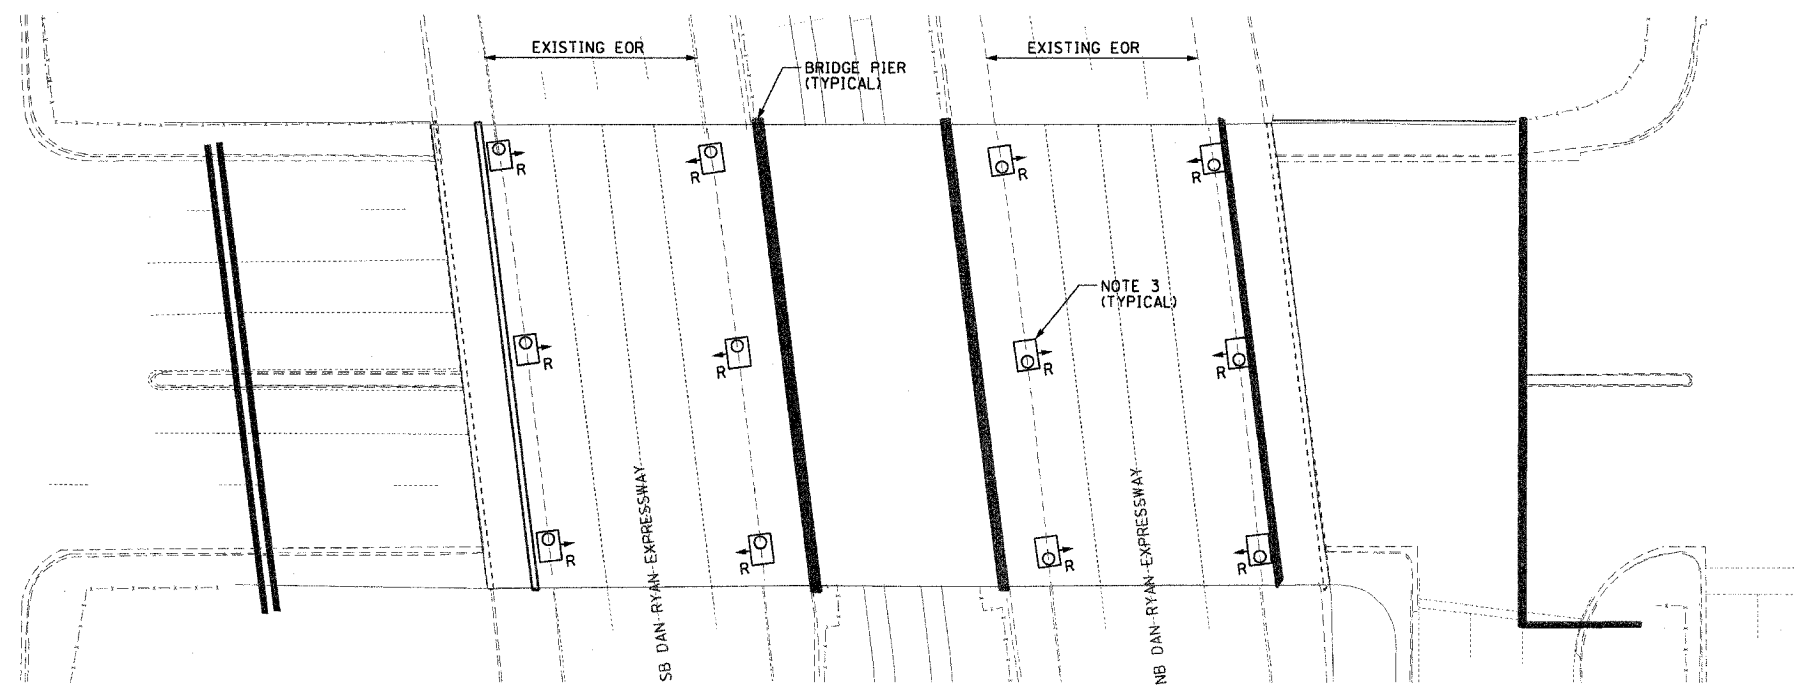 EXISTING EOR
EXISTING EOR
BRIDGE PIER
(TYPICAL)
R
R
R
R
NOTE 3
(TYPICAL)
R
R
R
R
R
R
R
R
SB DAN RYAN EXPRESSWAY
NB DAN RYAN EXPRESSWAY